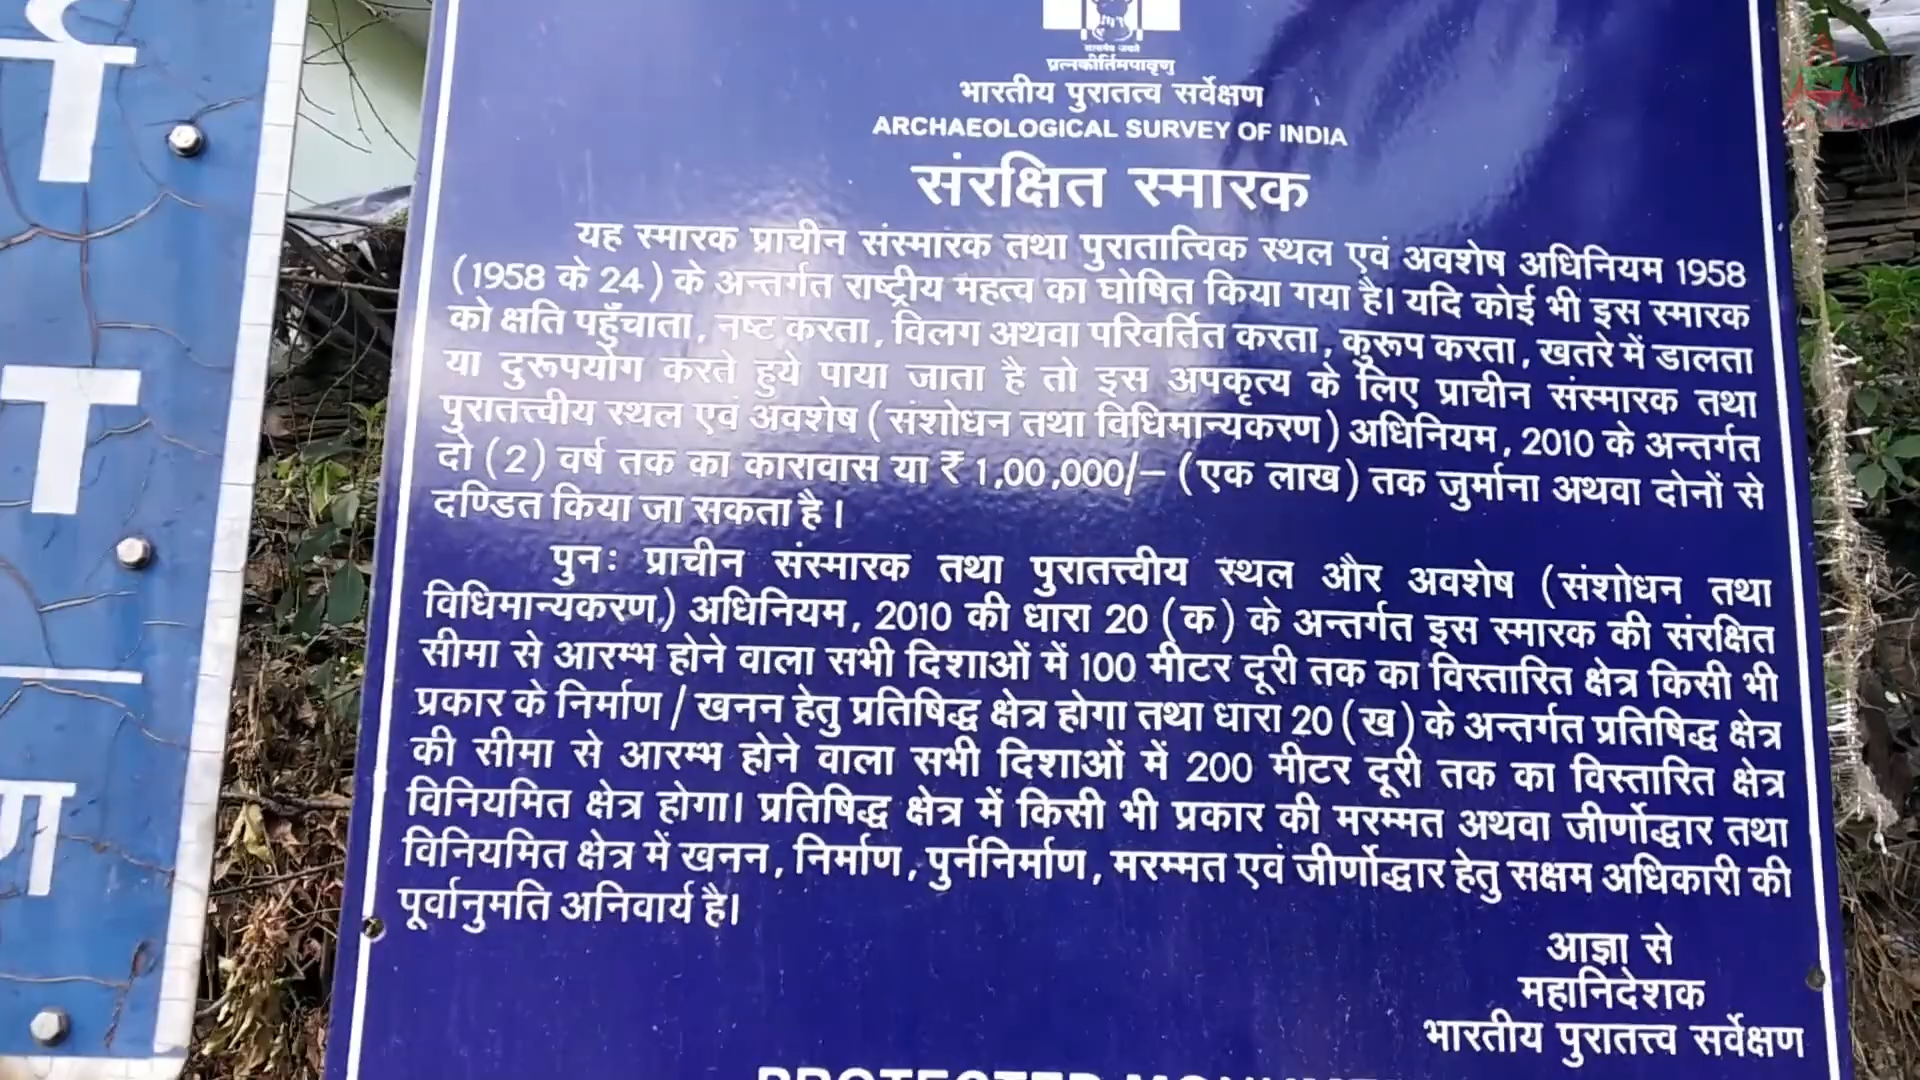 सत्यमेव जयते
प्रत्नकीर्तिमपावृणु
भारतीय पुरातत्व सर्वेक्षण
ARCHAEOLOGICAL SURVEY OF INDIA
संरक्षित स्मारक
यह स्मारक प्राचीन संस्मारक तथा पुरातात्विक स्थल एवं अवशेष अधिनियम 1958
(1958 के 24) के अन्तर्गत राष्ट्रीय महत्व का घोषित किया गया है। यदि कोई भी इस स्मारक
को क्षति पहुँचाता, नष्ट करता, विलग अथवा परिवर्तित करता, कुरूप करता, खतरे में डालता
या दुरूपयोग करते हुये पाया जाता है तो इस अपकृत्य के लिए प्राचीन संस्मारक तथा
पुरातत्त्वीय स्थल एवं अवशेष (संशोधन तथा विधिमान्यकरण) अधिनियम, 2010 के अन्तर्गत
दो (2) वर्ष तक का कारावास या ₹ 1,00,000/– (एक लाख) तक जुर्माना अथवा दोनों से
दण्डित किया जा सकता है।
पुनः प्राचीन संस्मारक तथा पुरातत्त्वीय स्थल और अवशेष (संशोधन तथा
विधिमान्यकरण) अधिनियम, 2010 की धारा 20 (क) के अन्तर्गत इस स्मारक की संरक्षित
सीमा से आरम्भ होने वाला सभी दिशाओं में 100 मीटर दूरी तक का विस्तारित क्षेत्र किसी भी
प्रकार के निर्माण / खनन हेतु प्रतिषिद्ध क्षेत्र होगा तथा धारा 20 (ख) के अन्तर्गत प्रतिषिद्ध क्षेत्र
की सीमा से आरम्भ होने वाला सभी दिशाओं में 200 मीटर दूरी तक का विस्तारित क्षेत्र
विनियमित क्षेत्र होगा। प्रतिषिद्ध क्षेत्र में किसी भी प्रकार की मरम्मत अथवा जीर्णोद्धार तथा
विनियमित क्षेत्र में खनन, निर्माण, पुर्ननिर्माण, मरम्मत एवं जीर्णोद्धार हेतु सक्षम अधिकारी की
पूर्वानुमति अनिवार्य है।
आज्ञा से
महानिदेशक
भारतीय पुरातत्त्व सर्वेक्षण